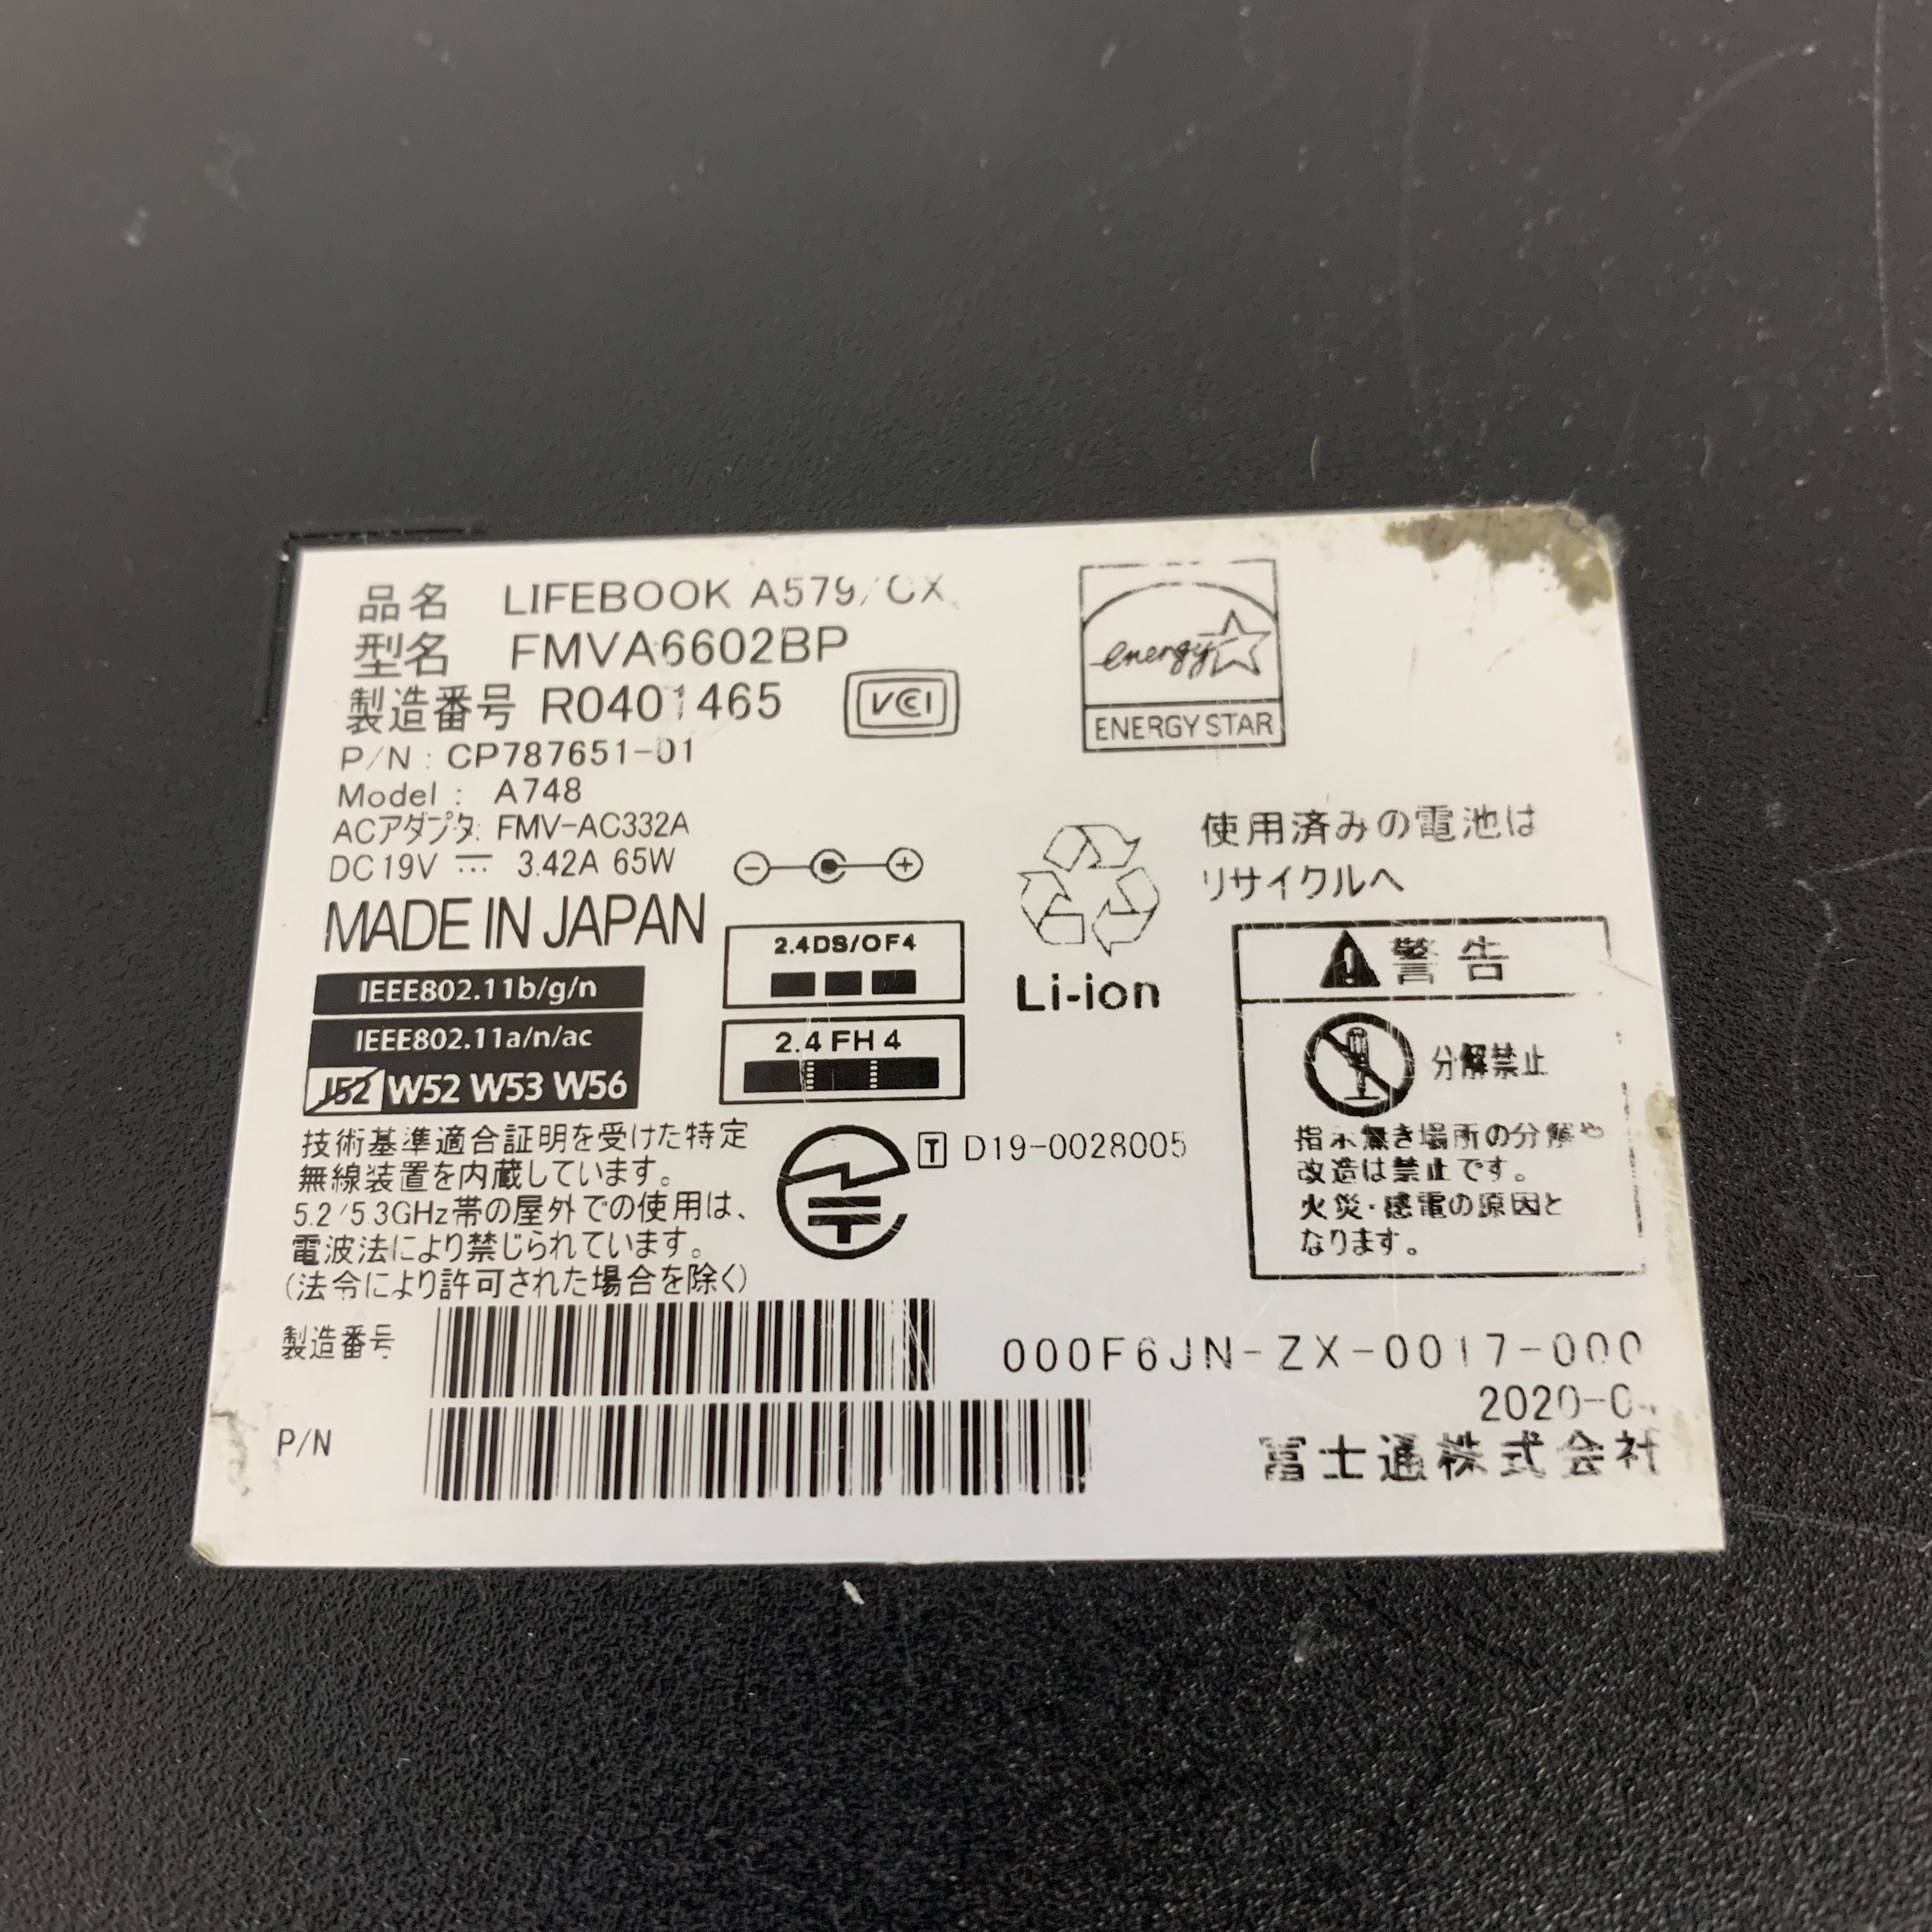 品名 LIFEBOOK A579/CX
型名 FMVA6602BP
製造番号 R0401465
VCCI
energy
ENERGY STAR
P/N : CP787651-01
Model : A748
ACアダプタ: FMV-AC332A
DC19V 3.42A 65W
MADE IN JAPAN
使用済みの電池は
リサイクルへ
Li-ion
IEEE802.11b/g/n
IEEE802.11a/n/ac
J52 W52 W53 W56
2.4DS/OF4
2.4 FH 4
警告
分解禁止
指示無き場所の分解や
改造は禁止です。
火災・感電の原因と
なります。
技術基準適合証明を受けた特定
無線装置を内蔵しています。
5.2/5.3GHz帯の屋外での使用は、
電波法により禁じられています。
(法令により許可された場合を除く)
T D19-0028005
製造番号
000F6JN-ZX-0017-000
P/N
富士通株式会社